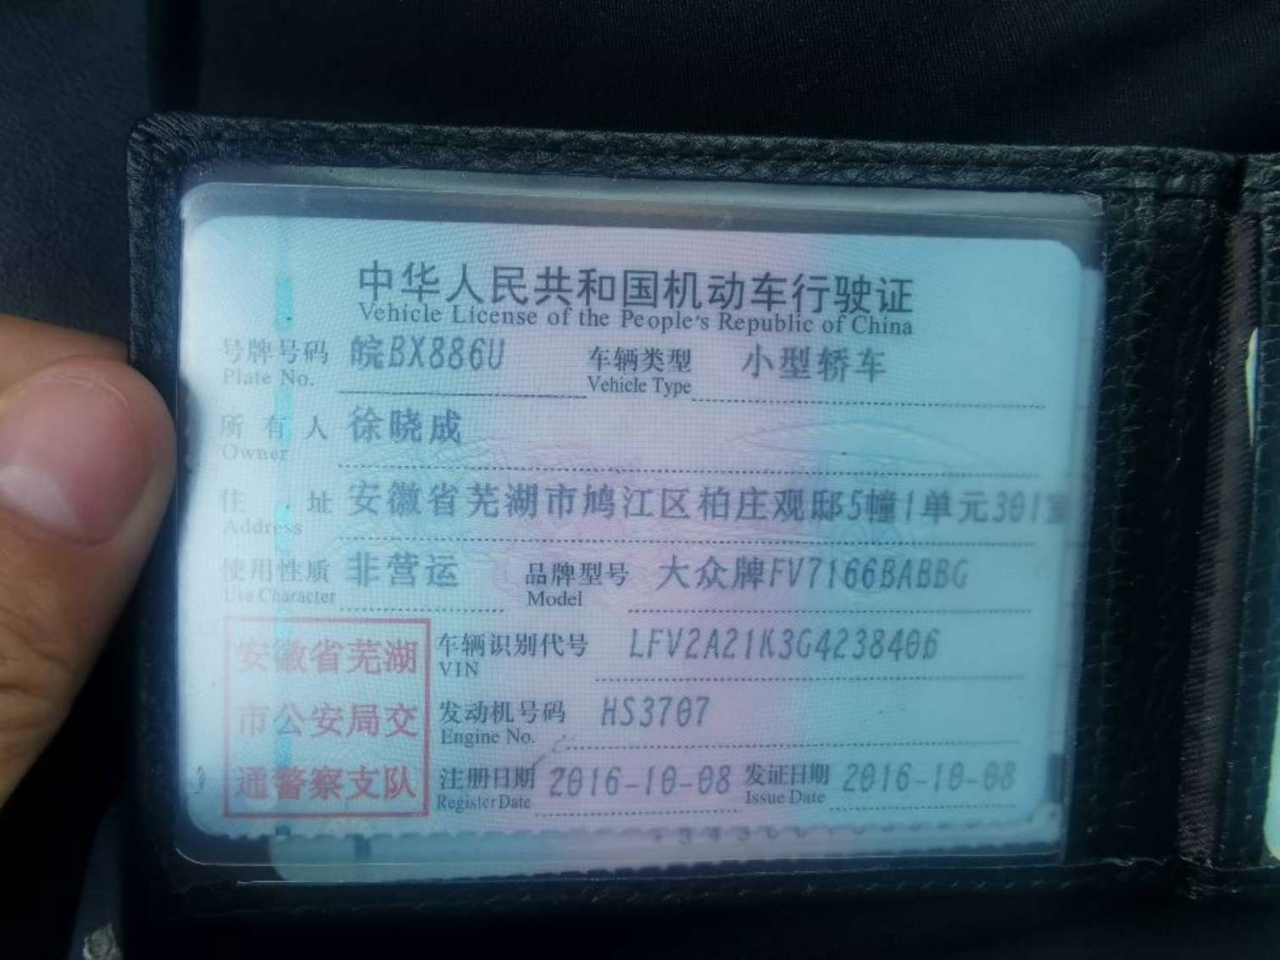 中华人民共和国机动车行驶证
Vehicle License of the People's Republic of China
号牌号码 皖BX886U 车辆类型 小型轿车
Plate No. Vehicle Type
所有人 徐晓成
Owner
住址 安徽省芜湖市鸠江区柏庄观邸5幢1单元301室
Address
使用性质 非营运 品牌型号 大众牌FV7166BABBG
Use Character Model
安徽省芜湖
市公安局交
通警察支队
车辆识别代号 LFV2A21K3G4238406
VIN
发动机号码 HS3707
Engine No.
注册日期 2016-10-08 发证日期 2016-10-08
Register Date Issue Date